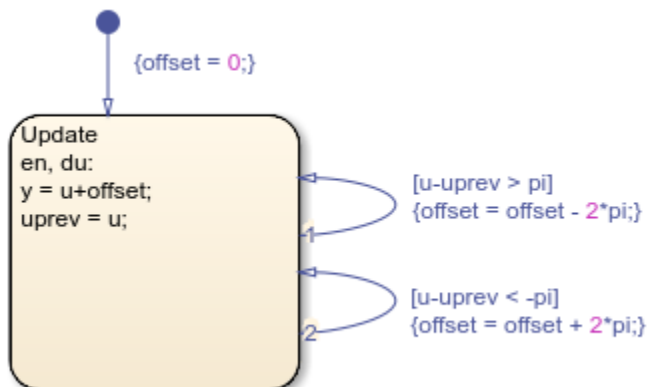 {offset = 0;}
Update
en, du:
y = u+offset;
uprev = u;
[u-uprev > pi]
{offset = offset - 2*pi;}
1
[u-uprev < -pi]
{offset = offset + 2*pi;}
2